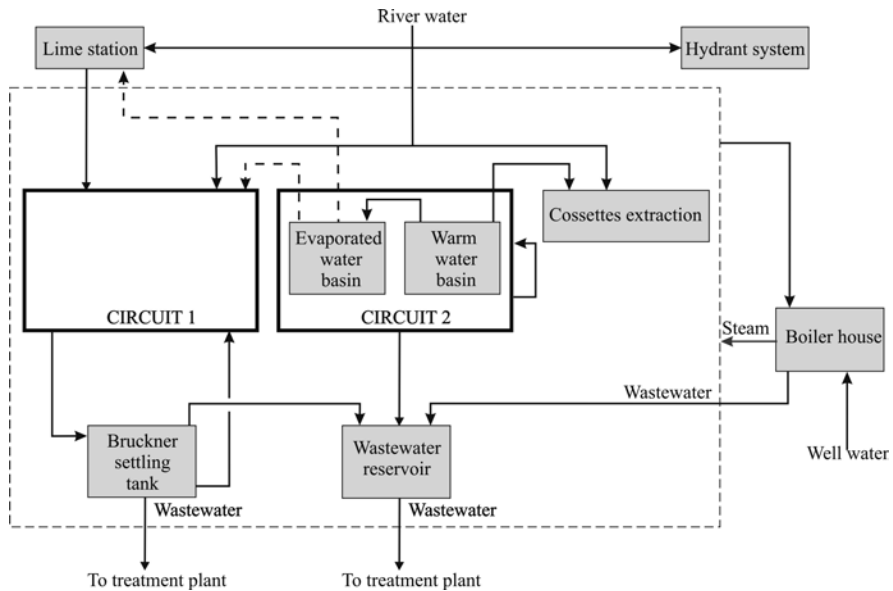 River water
Lime station
Hydrant system
Cossettes extraction
Evaporated
water
basin
Warm
water
basin
CIRCUIT 1
CIRCUIT 2
Steam
Boiler house
Wastewater
Bruckner
settling
tank
Wastewater
reservoir
Well water
Wastewater
Wastewater
To treatment plant
To treatment plant